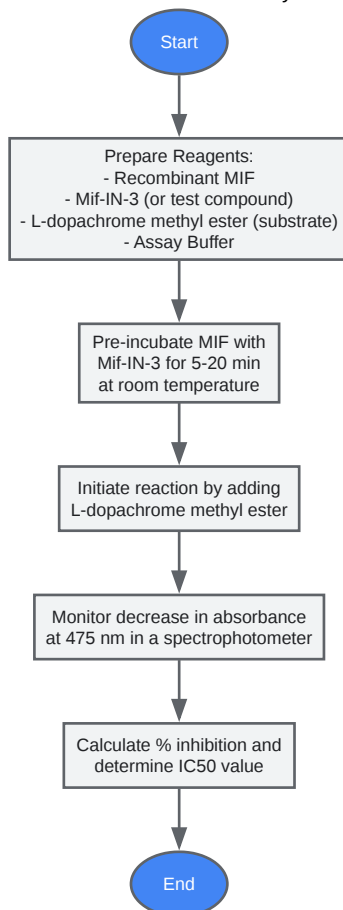 Start
Prepare Reagents:
- Recombinant MIF
- Mif-IN-3 (or test compound)
- L-dopachrome methyl ester (substrate)
- Assay Buffer
Pre-incubate MIF with
Mif-IN-3 for 5-20 min
at room temperature
Initiate reaction by adding
L-dopachrome methyl ester
Monitor decrease in absorbance
at 475 nm in a spectrophotometer
Calculate % inhibition and
determine IC50 value
End